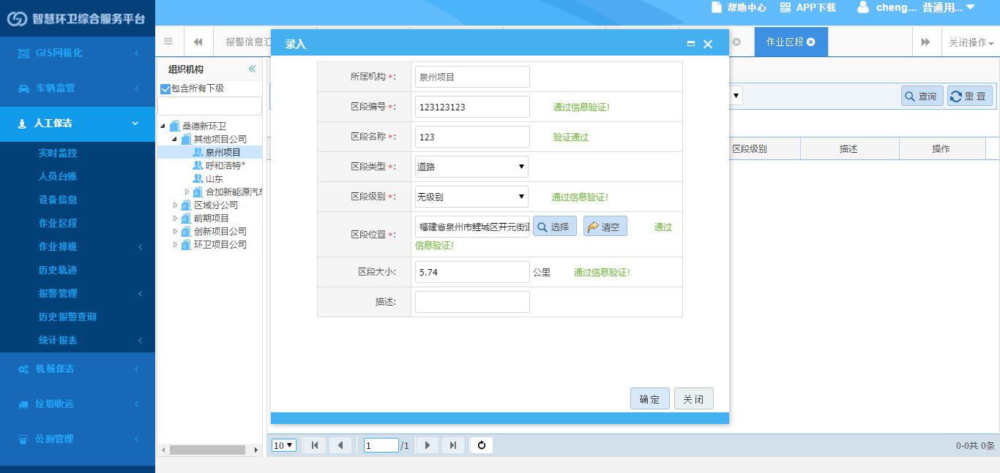 智慧环卫综合服务平台
帮助中心
APP下载
cheng... 普通用...
GIS网格化
车辆监管
人工保洁
实时监控
人员台账
设备信息
作业区段
作业排班
历史轨迹
报警管理
历史报警查询
统计报表
机械保洁
垃圾收运
公厕管理
报警信息汇
作业区段
关闭操作
组织机构
包含所有下级
桑德新环卫
其他项目公司
泉州项目
呼和浩特*
山东
合加新能源汽车
区域分公司
前期项目
创新项目公司
环卫项目公司
查询
重 置
区段级别
描述
操作
录入
所属机构 *: 泉州项目
区段编号 *: 123123123 通过信息验证!
区段名称 *: 123 验证通过
区段类型 *: 道路
区段级别 *: 无级别 通过信息验证!
区段位置 *: 福建省泉州市鲤城区开元街道 选择 清空 通过
信息验证!
区段大小: 5.74 公里 通过信息验证!
描述:
确 定
关 闭
10
1 /1
0-0共 0条